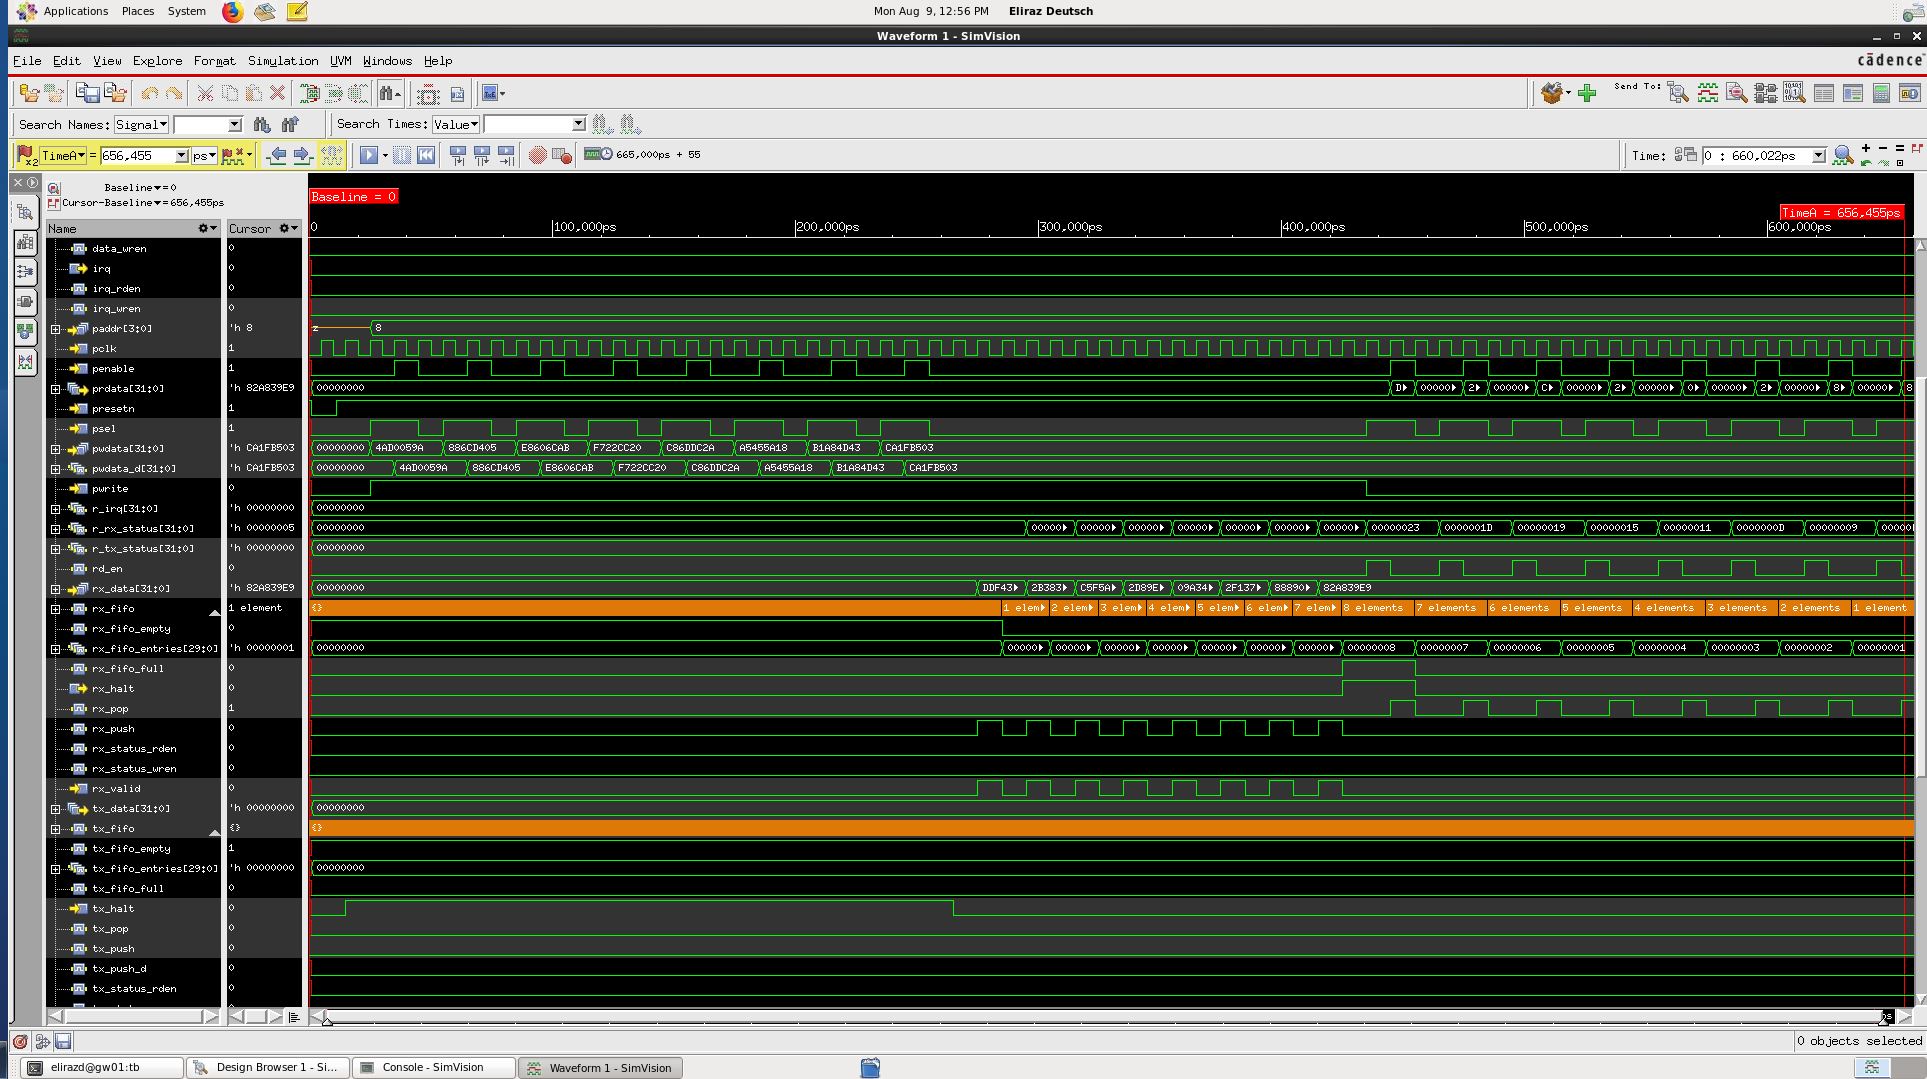 Applications Places System Mon Aug 9, 12:56 PM Eliraz Deutsch
Waveform 1 - SimVision
File Edit View Explore Format Simulation UVM Windows Help cādence
Send To:
Search Names: Signal Search Times: Value
x2 TimeA = 656,455 ps 665,000ps + 55 Time: 0 : 660,022ps
Baseline = 0
Cursor-Baseline = 656,455ps
Baseline = 0
TimeA = 656,455ps
Name Cursor 0 100,000ps 200,000ps 300,000ps 400,000ps 500,000ps 600,000ps
data_wren 0
irq 0
irq_rden 0
irq_wren 0
paddr[3:0] 'h 8 z 8
pclk 1
penable 1
prdata[31:0] 'h 82A839E9 00000000 D 00000 2 00000 C 00000 2 00000 0 00000 2 00000 8 00000 8
presetn 1
psel 1
pwdata[31:0] 'h CA1FB503 00000000 4AD0059A 886CD405 E8606CAB F722CC20 C86DDC2A A5455A18 B1A84D43 CA1FB503
pwdata_d[31:0] 'h CA1FB503 00000000 4AD0059A 886CD405 E8606CAB F722CC20 C86DDC2A A5455A18 B1A84D43 CA1FB503
pwrite 0
r_irq[31:0] 'h 00000000 00000000
r_rx_status[31:0] 'h 00000005 00000000 00000 00000 00000 00000 00000 00000 00000 00000023 0000001D 00000019 00000015 00000011 0000000D 00000009 00000
r_tx_status[31:0] 'h 00000000 00000000
rd_en 0
rx_data[31:0] 'h 82A839E9 00000000 DDF43 2B383 C5F5A 2D89E 09A34 2F137 88890 82A839E9
rx_fifo 1 element {} 1 elem 2 elem 3 elem 4 elem 5 elem 6 elem 7 elem 8 elements 7 elements 6 elements 5 elements 4 elements 3 elements 2 elements 1 element
rx_fifo_empty 0
rx_fifo_entries[29:0] 'h 00000001 00000000 00000 00000 00000 00000 00000 00000 00000 00000008 00000007 00000006 00000005 00000004 00000003 00000002 00000001
rx_fifo_full 0
rx_halt 0
rx_pop 1
rx_push 0
rx_status_rden 0
rx_status_wren 0
rx_valid 0
tx_data[31:0] 'h 00000000 00000000
tx_fifo {} {}
tx_fifo_empty 1
tx_fifo_entries[29:0] 'h 00000000 00000000
tx_fifo_full 0
tx_halt 0
tx_pop 0
tx_push 0
tx_push_d 0
tx_status_rden 0
0 objects selected
elirazd@gw01:tb Design Browser 1 - Si... Console - SimVision Waveform 1 - SimVision